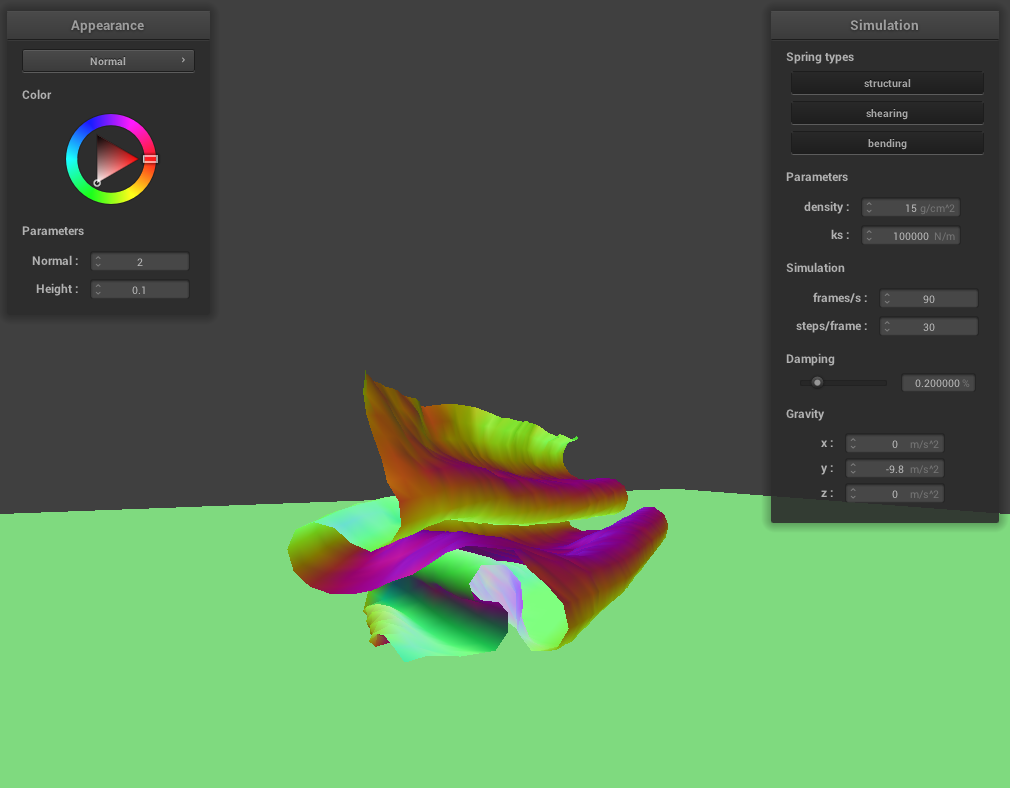 Appearance
Normal
Color
Parameters
Normal : 2
Height : 0.1
Simulation
Spring types
structural
shearing
bending
Parameters
density : 15 g/cm^2
ks : 100000 N/m
Simulation
frames/s : 90
steps/frame : 30
Damping
0.200000 %
Gravity
x : 0 m/s^2
y : -9.8 m/s^2
z : 0 m/s^2